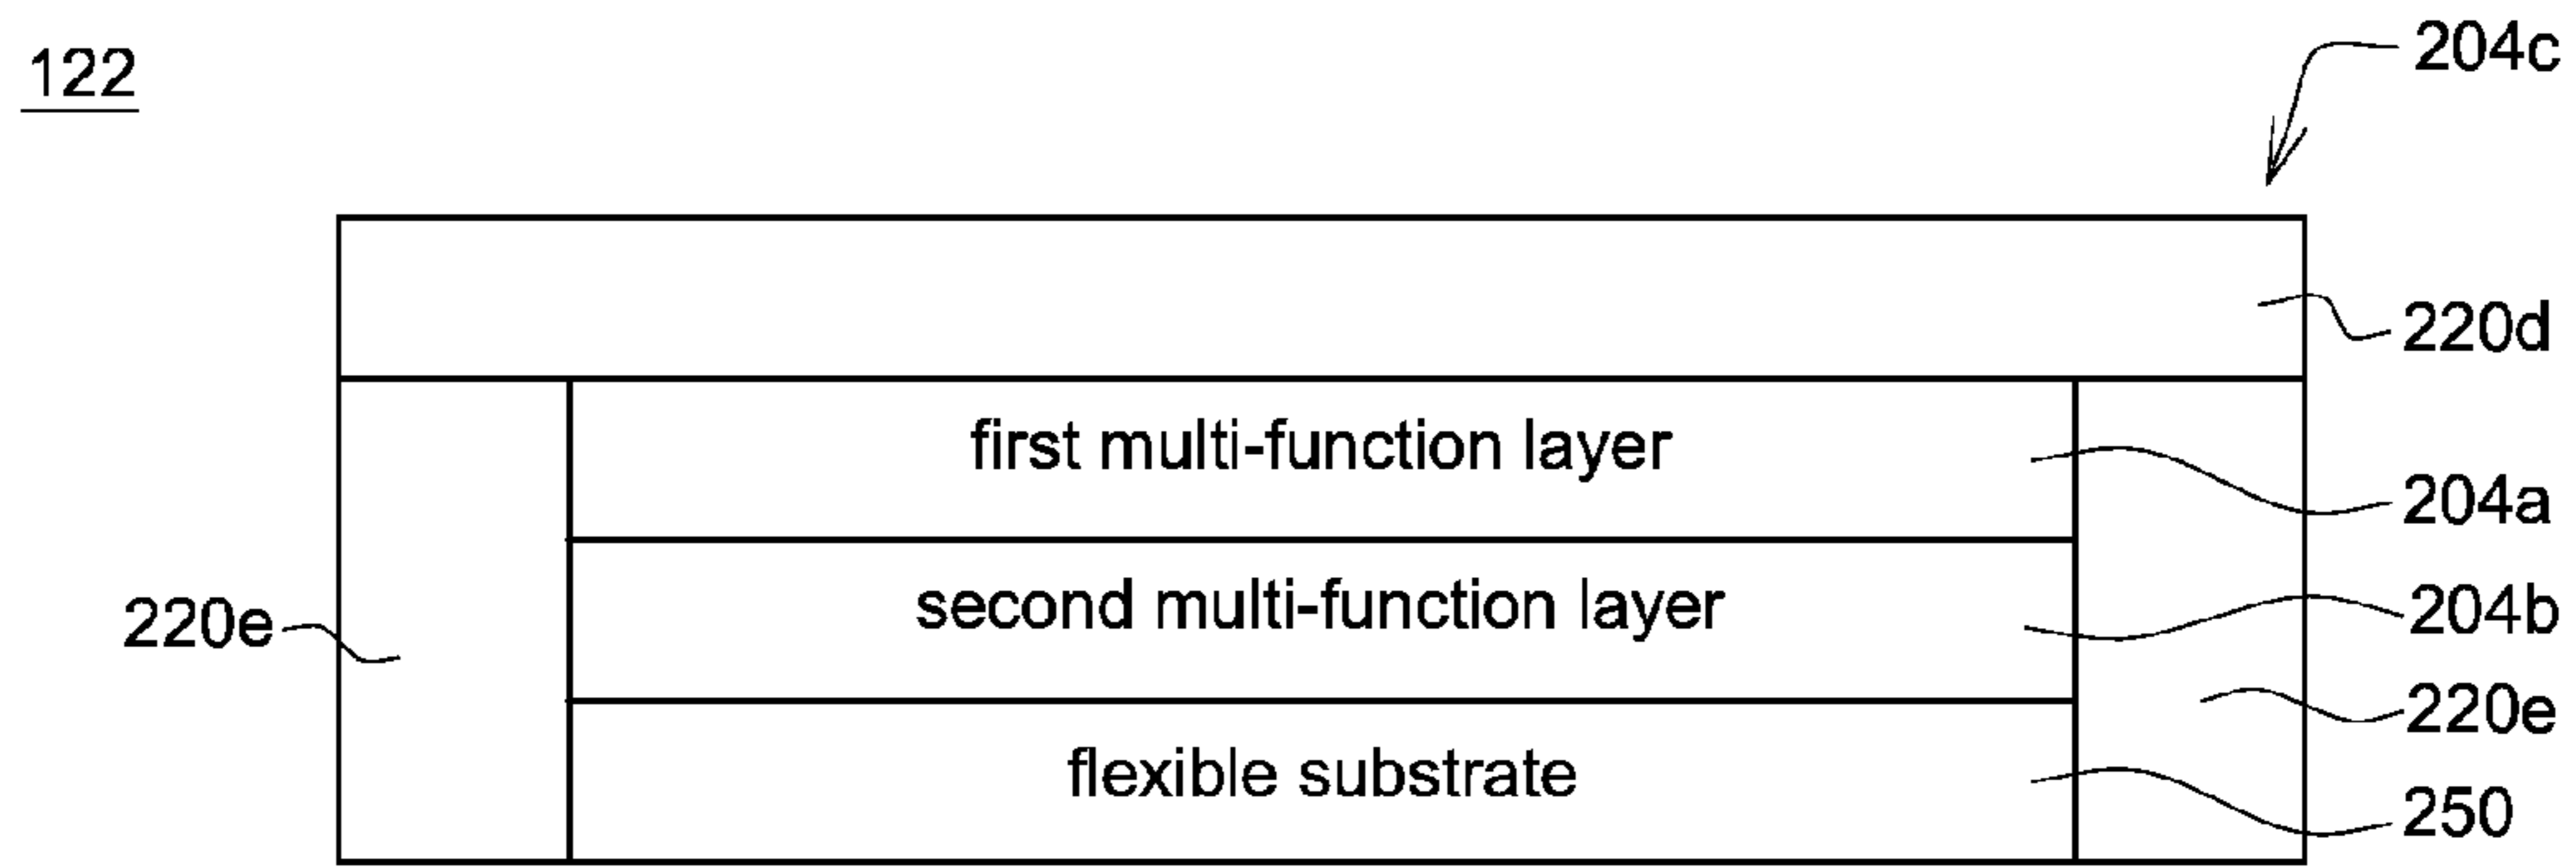 122
204c
220d
first multi-function layer
204a
second multi-function layer
204b
220e
220e
flexible substrate
250